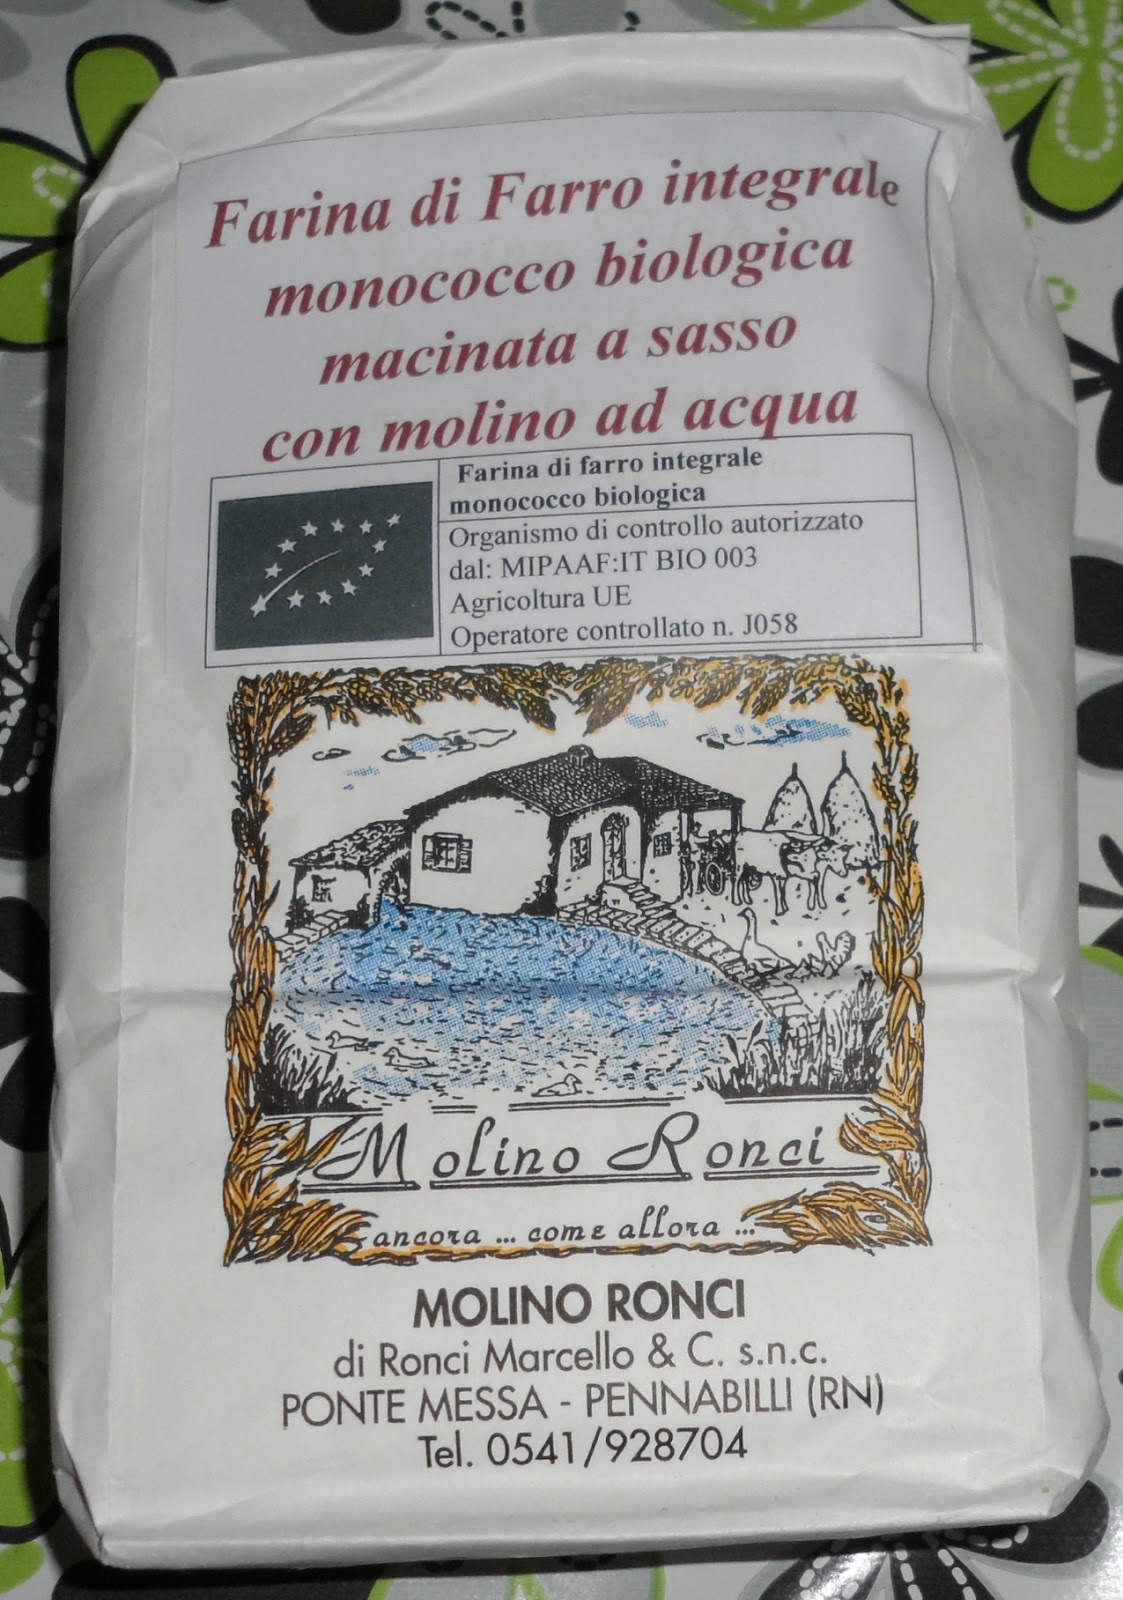 Farina di Farro integrale
monococco biologica
macinata a sasso
con molino ad acqua
Farina di farro integrale
monococco biologica
Organismo di controllo autorizzato
dal: MIPAAF:IT BIO 003
Agricoltura UE
Operatore controllato n. J058
Molino Ronci
ancora ... come allora ...
MOLINO RONCI
di Ronci Marcello & C. s.n.c.
PONTE MESSA - PENNABILLI (RN)
Tel. 0541/928704